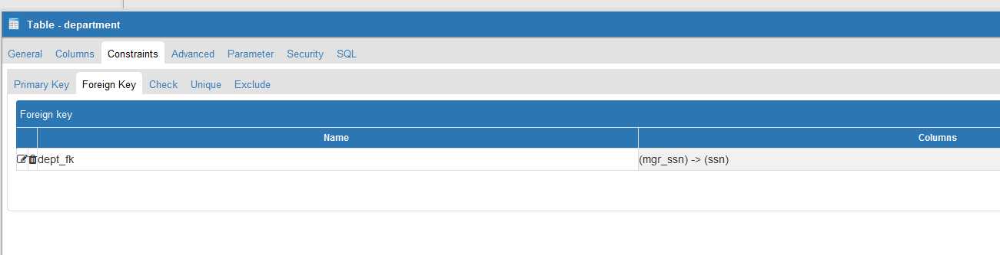 Table - department
General Columns Constraints Advanced Parameter Security SQL
Primary Key Foreign Key Check Unique Exclude
Foreign key
Name Columns
dept_fk (mgr_ssn) -> (ssn)